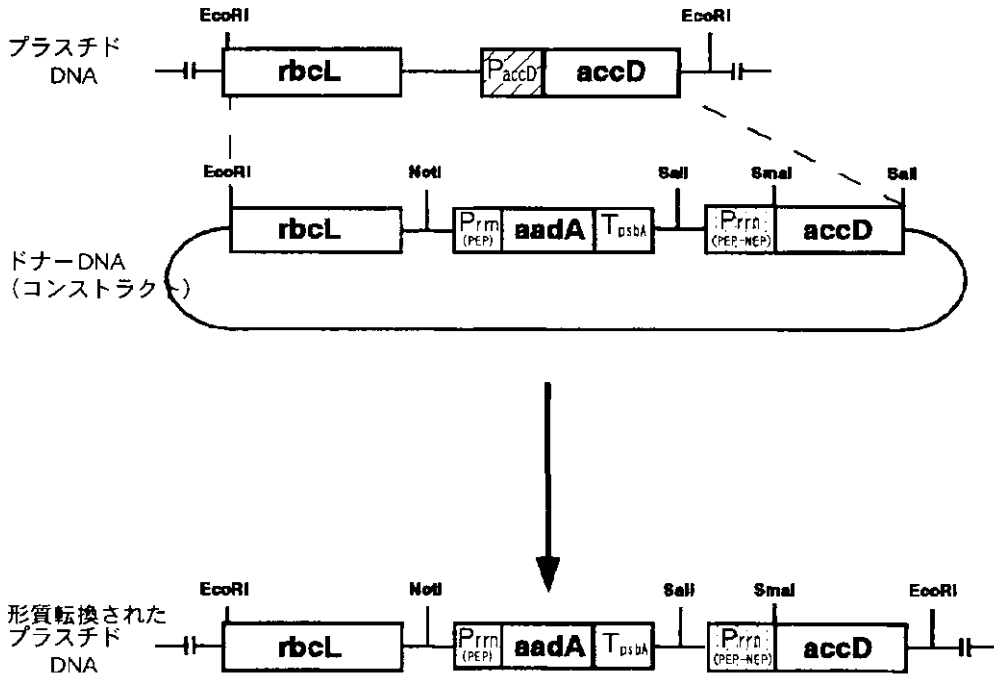 EcoRI EcoRI
プラスチド
DNA
rbcL PaccD accD
EcoRI NotI SalI SmaI SalI
rbcL Prrn (PEP) aadA TpsbA Prrn (PEP-NEP) accD
ドナーDNA
(コンストラクト)
EcoRI NotI SalI SmaI EcoRI
形質転換された
プラスチド
DNA
rbcL Prrn (PEP) aadA TpsbA Prrn (PEP-NEP) accD